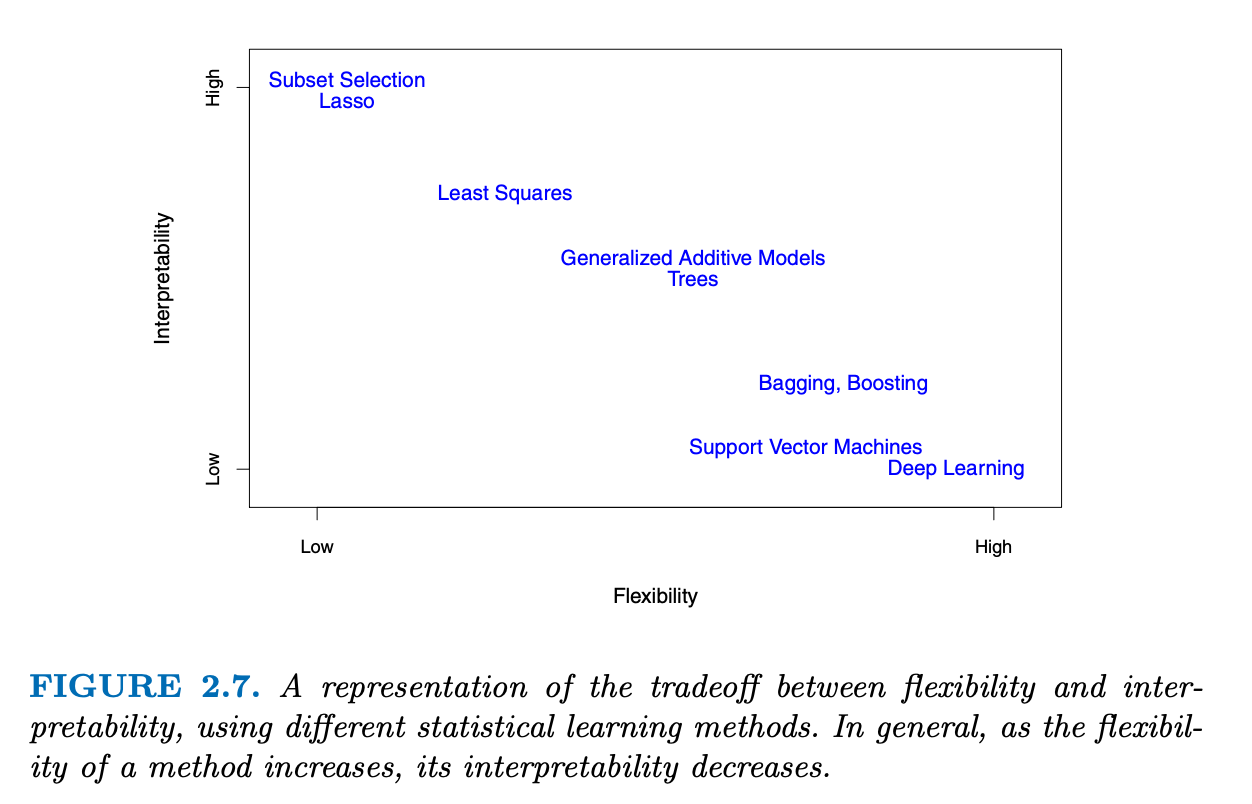 High
Subset Selection
Lasso
Least Squares
Interpretability
Generalized Additive Models
Trees
Bagging, Boosting
Support Vector Machines
Low
Deep Learning
Low
High
Flexibility
FIGURE 2.7. A representation of the tradeoff between flexibility and inter-
pretability, using different statistical learning methods. In general, as the flexibil-
ity of a method increases, its interpretability decreases.